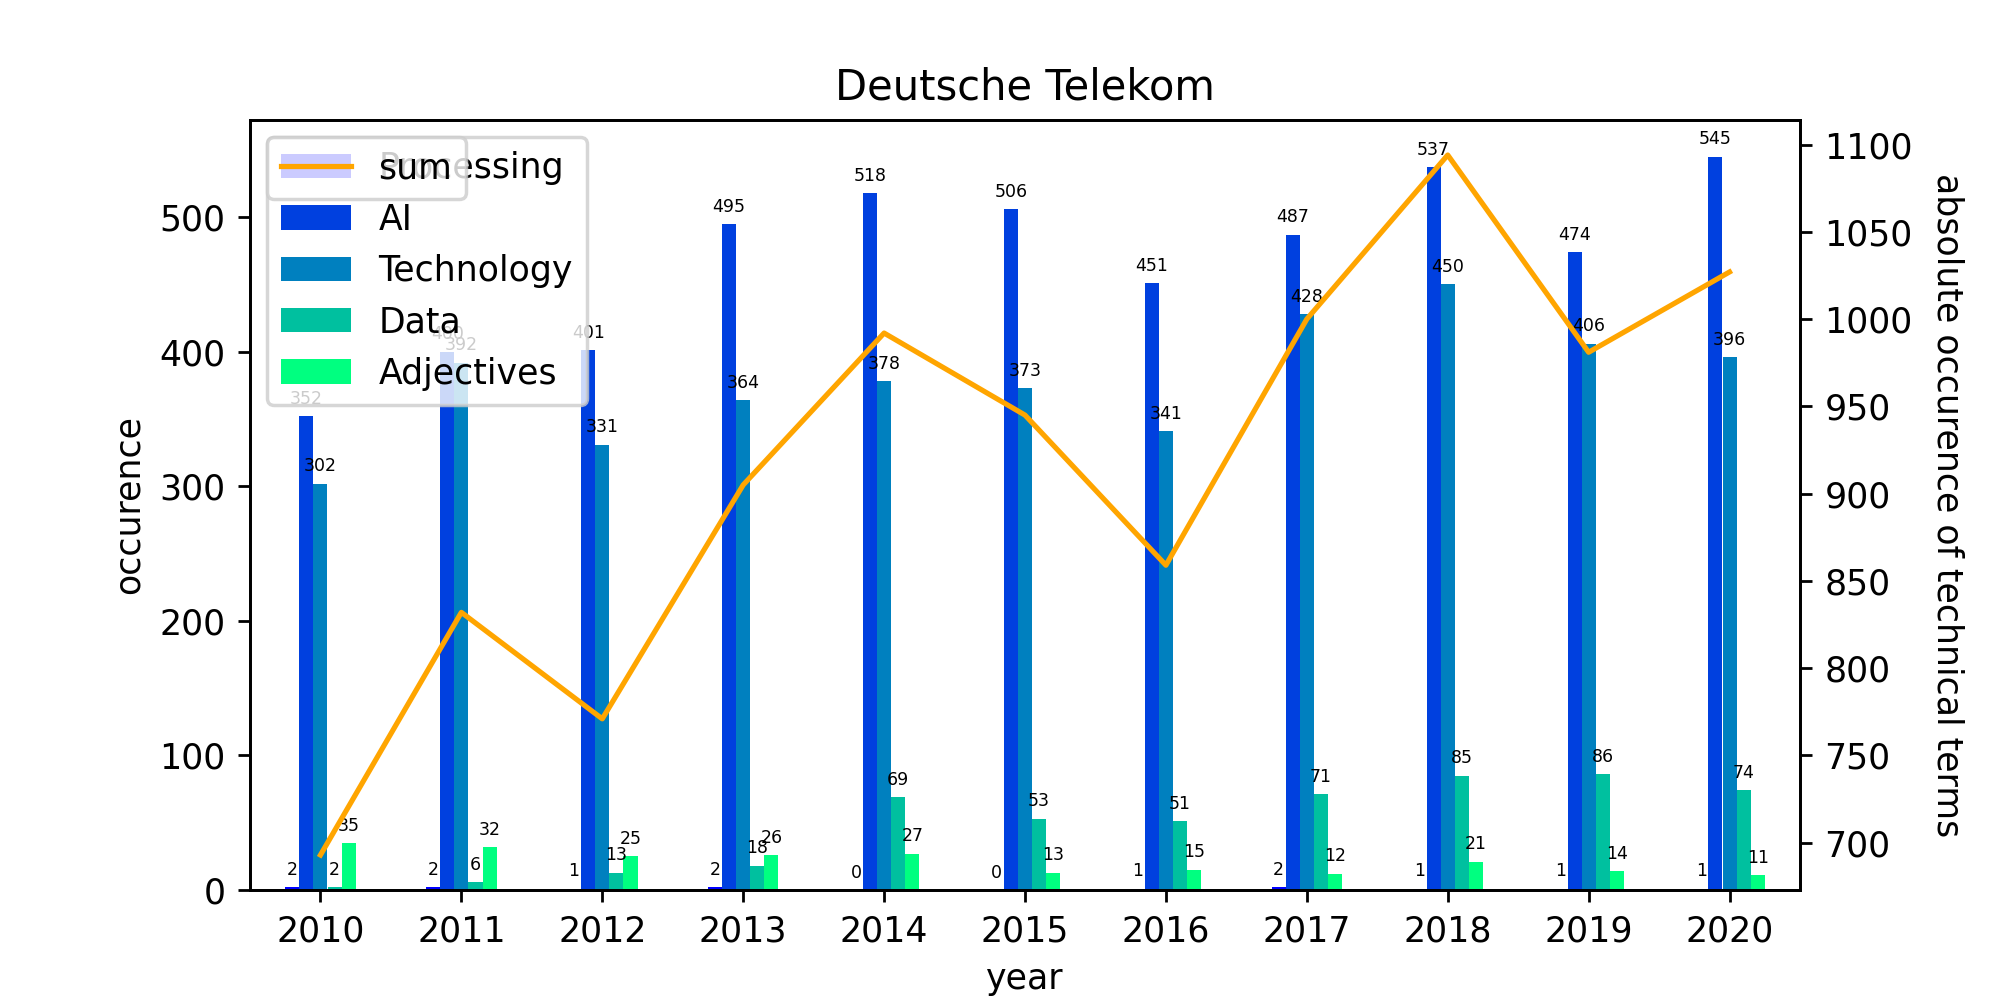 Deutsche Telekom
Processing
sum
AI
Technology
Data
Adjectives
occurence
0
100
200
300
400
500
absolute occurence of technical terms
1100
1050
1000
950
900
850
800
750
700
2 352 302 2 35
2 400 392 6 32
1 401 331 13 25
2 495 364 18 26
0 518 378 69 27
0 506 373 53 13
1 451 341 51 15
2 487 428 71 12
1 537 450 85 21
1 474 406 86 14
1 545 396 74 11
2010 2011 2012 2013 2014 2015 2016 2017 2018 2019 2020
year